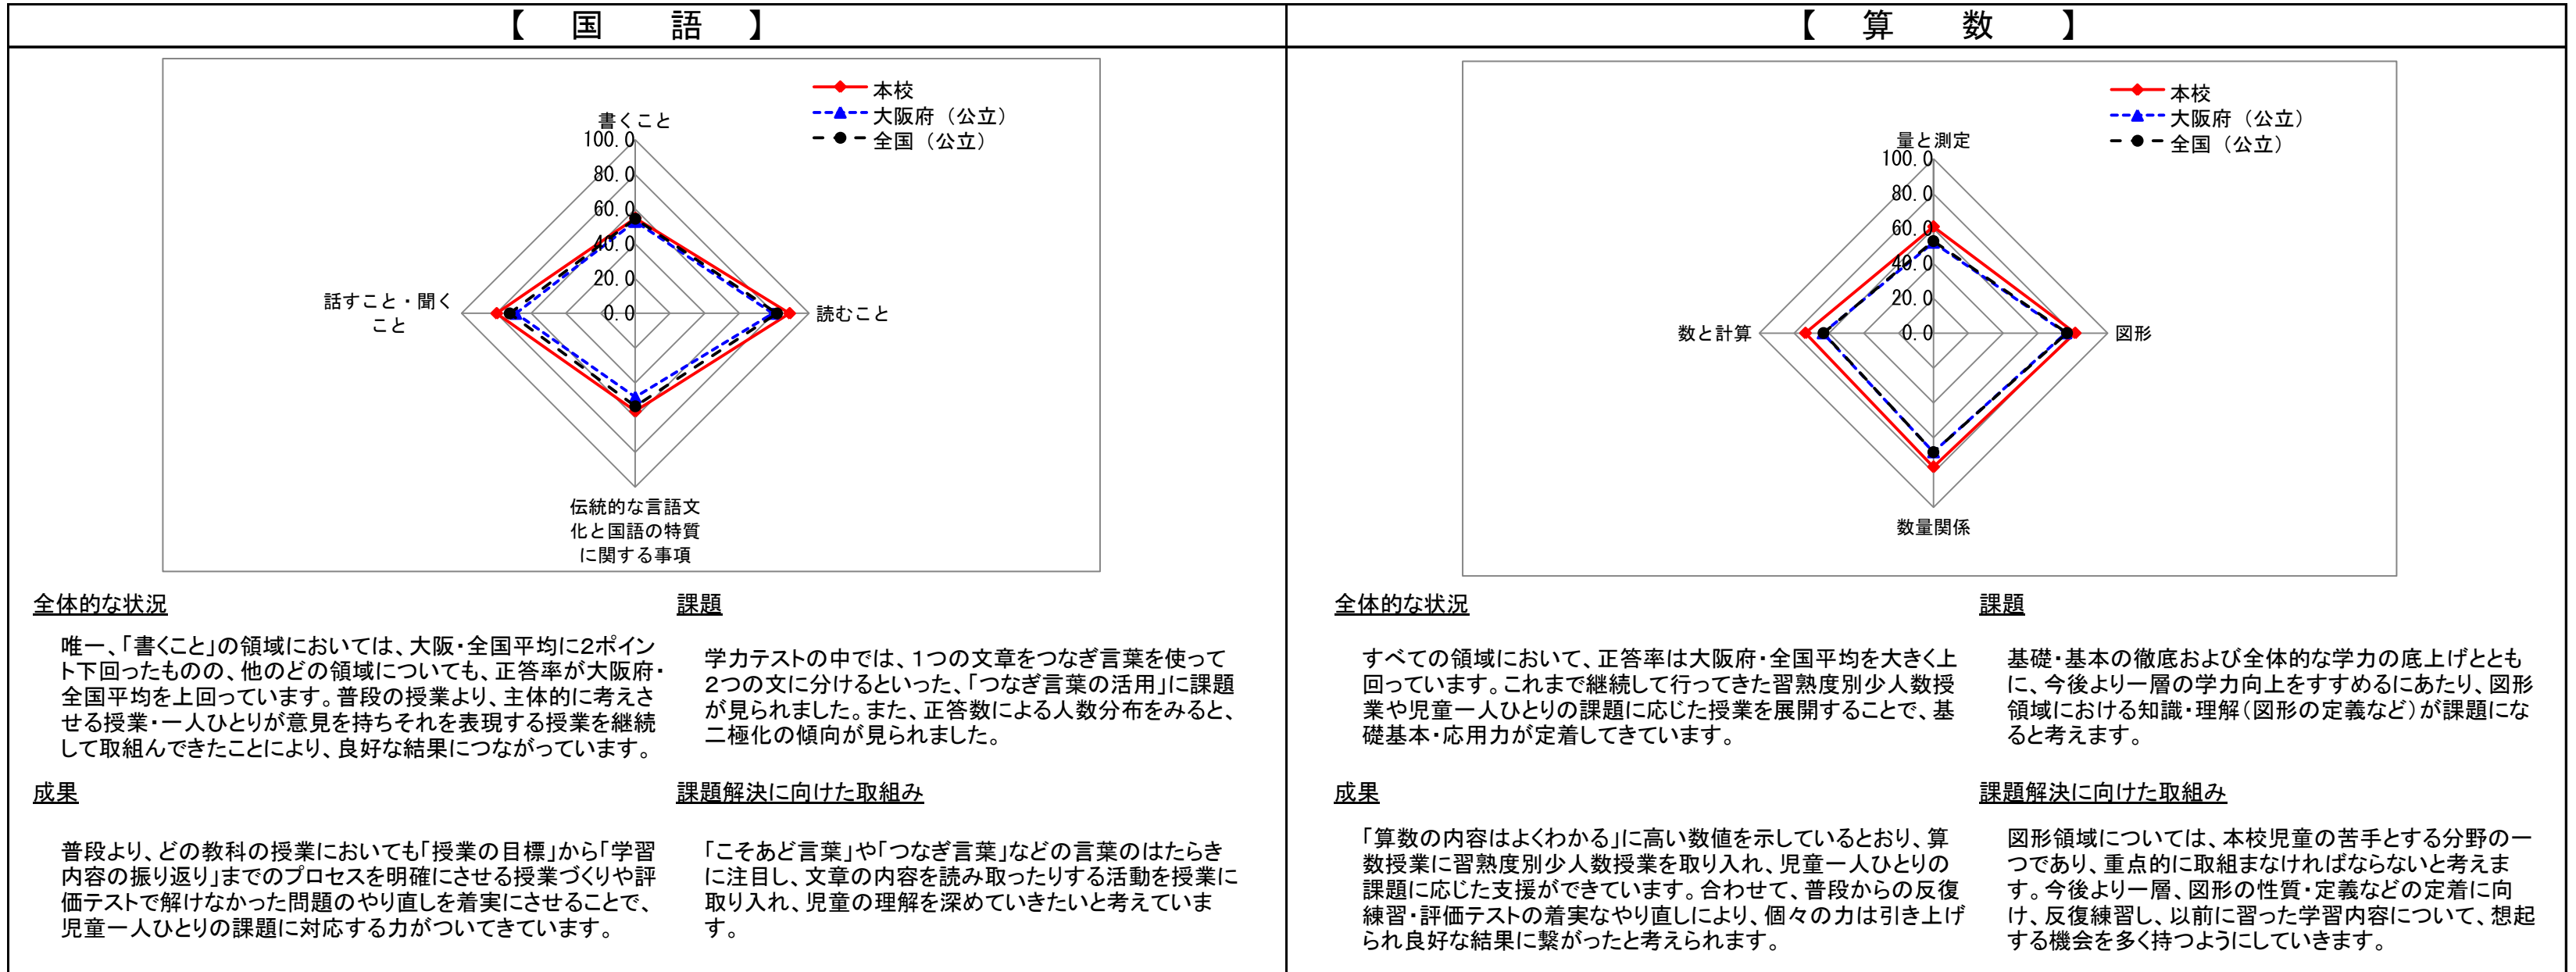 【　国　語　】
本校
大阪府（公立）
全国（公立）
書くこと
100.0
80.0
60.0
40.0
20.0
0.0
読むこと
話すこと・聞く
こと
伝統的な言語文
化と国語の特質
に関する事項
全体的な状況
唯一、「書くこと」の領域においては、大阪・全国平均に2ポイン
ト下回ったものの、他のどの領域についても、正答率が大阪府・
全国平均を上回っています。普段の授業より、主体的に考えさ
せる授業・一人ひとりが意見を持ちそれを表現する授業を継続
して取組んできたことにより、良好な結果につながっています。
課題
学力テストの中では、1つの文章をつなぎ言葉を使って
2つの文に分けるといった、「つなぎ言葉の活用」に課題
が見られました。また、正答数による人数分布をみると、
二極化の傾向が見られました。
成果
普段より、どの教科の授業においても「授業の目標」から「学習
内容の振り返り」までのプロセスを明確にさせる授業づくりや評
価テストで解けなかった問題のやり直しを着実にさせることで、
児童一人ひとりの課題に対応する力がついてきています。
課題解決に向けた取組み
「こそあど言葉」や「つなぎ言葉」などの言葉のはたらき
に注目し、文章の内容を読み取ったりする活動を授業に
取り入れ、児童の理解を深めていきたいと考えていま
す。
【　算　数　】
本校
大阪府（公立）
全国（公立）
量と測定
100.0
80.0
60.0
40.0
20.0
0.0
図形
数と計算
数量関係
全体的な状況
すべての領域において、正答率は大阪府・全国平均を大きく上
回っています。これまで継続して行ってきた習熟度別少人数授
業や児童一人ひとりの課題に応じた授業を展開することで、基
礎基本・応用力が定着してきています。
課題
基礎・基本の徹底および全体的な学力の底上げととも
に、今後より一層の学力向上をすすめるにあたり、図形
領域における知識・理解（図形の定義など）が課題にな
ると考えます。
成果
「算数の内容はよくわかる」に高い数値を示しているとおり、算
数授業に習熟度別少人数授業を取り入れ、児童一人ひとりの
課題に応じた支援ができています。合わせて、普段からの反復
練習・評価テストの着実なやり直しにより、個々の力は引き上げ
られ良好な結果に繋がったと考えられます。
課題解決に向けた取組み
図形領域については、本校児童の苦手とする分野の一
つであり、重点的に取組まなければならないと考えま
す。今後より一層、図形の性質・定義などの定着に向
け、反復練習し、以前に習った学習内容について、想起
する機会を多く持つようにしていきます。